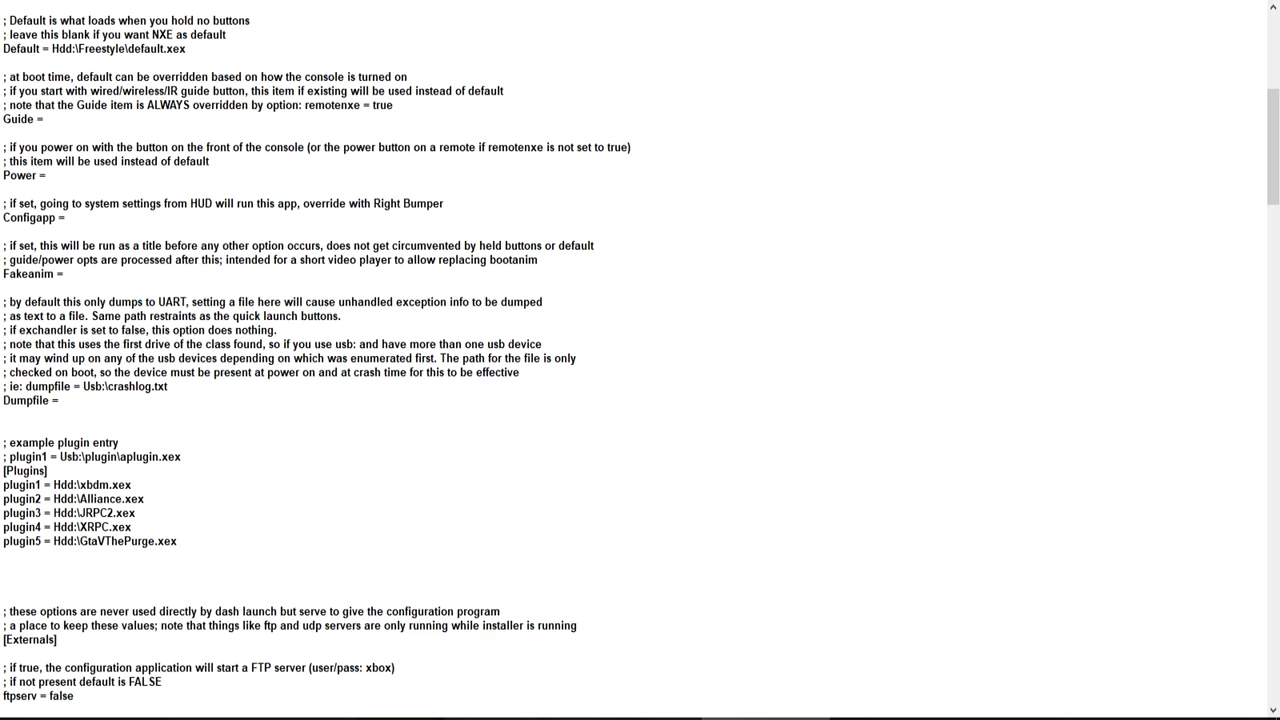 ; Default is what loads when you hold no buttons
; leave this blank if you want NXE as default
Default = Hdd:\Freestyle\default.xex
; at boot time, default can be overridden based on how the console is turned on
; if you start with wired/wireless/IR guide button, this item if existing will be used instead of default
; note that the Guide item is ALWAYS overridden by option: remotenxe = true
Guide =
; if you power on with the button on the front of the console (or the power button on a remote if remotenxe is not set to true)
; this item will be used instead of default
Power =
; if set, going to system settings from HUD will run this app, override with Right Bumper
Configapp =
; if set, this will be run as a title before any other option occurs, does not get circumvented by held buttons or default
; guide/power opts are processed after this; intended for a short video player to allow replacing bootanim
Fakeanim =
; by default this only dumps to UART, setting a file here will cause unhandled exception info to be dumped
; as text to a file. Same path restraints as the quick launch buttons.
; if exchandler is set to false, this option does nothing.
; note that this uses the first drive of the class found, so if you use usb: and have more than one usb device
; it may wind up on any of the usb devices depending on which was enumerated first. The path for the file is only
; checked on boot, so the device must be present at power on and at crash time for this to be effective
; ie: dumpfile = Usb:\crashlog.txt
Dumpfile =
; example plugin entry
; plugin1 = Usb:\plugin\aplugin.xex
[Plugins]
plugin1 = Hdd:\xbdm.xex
plugin2 = Hdd:\Alliance.xex
plugin3 = Hdd:\JRPC2.xex
plugin4 = Hdd:\XRPC.xex
plugin5 = Hdd:\GtaVThePurge.xex
; these options are never used directly by dash launch but serve to give the configuration program
; a place to keep these values; note that things like ftp and udp servers are only running while installer is running
[Externals]
; if true, the configuration application will start a FTP server (user/pass: xbox)
; if not present default is FALSE
ftpserv = false